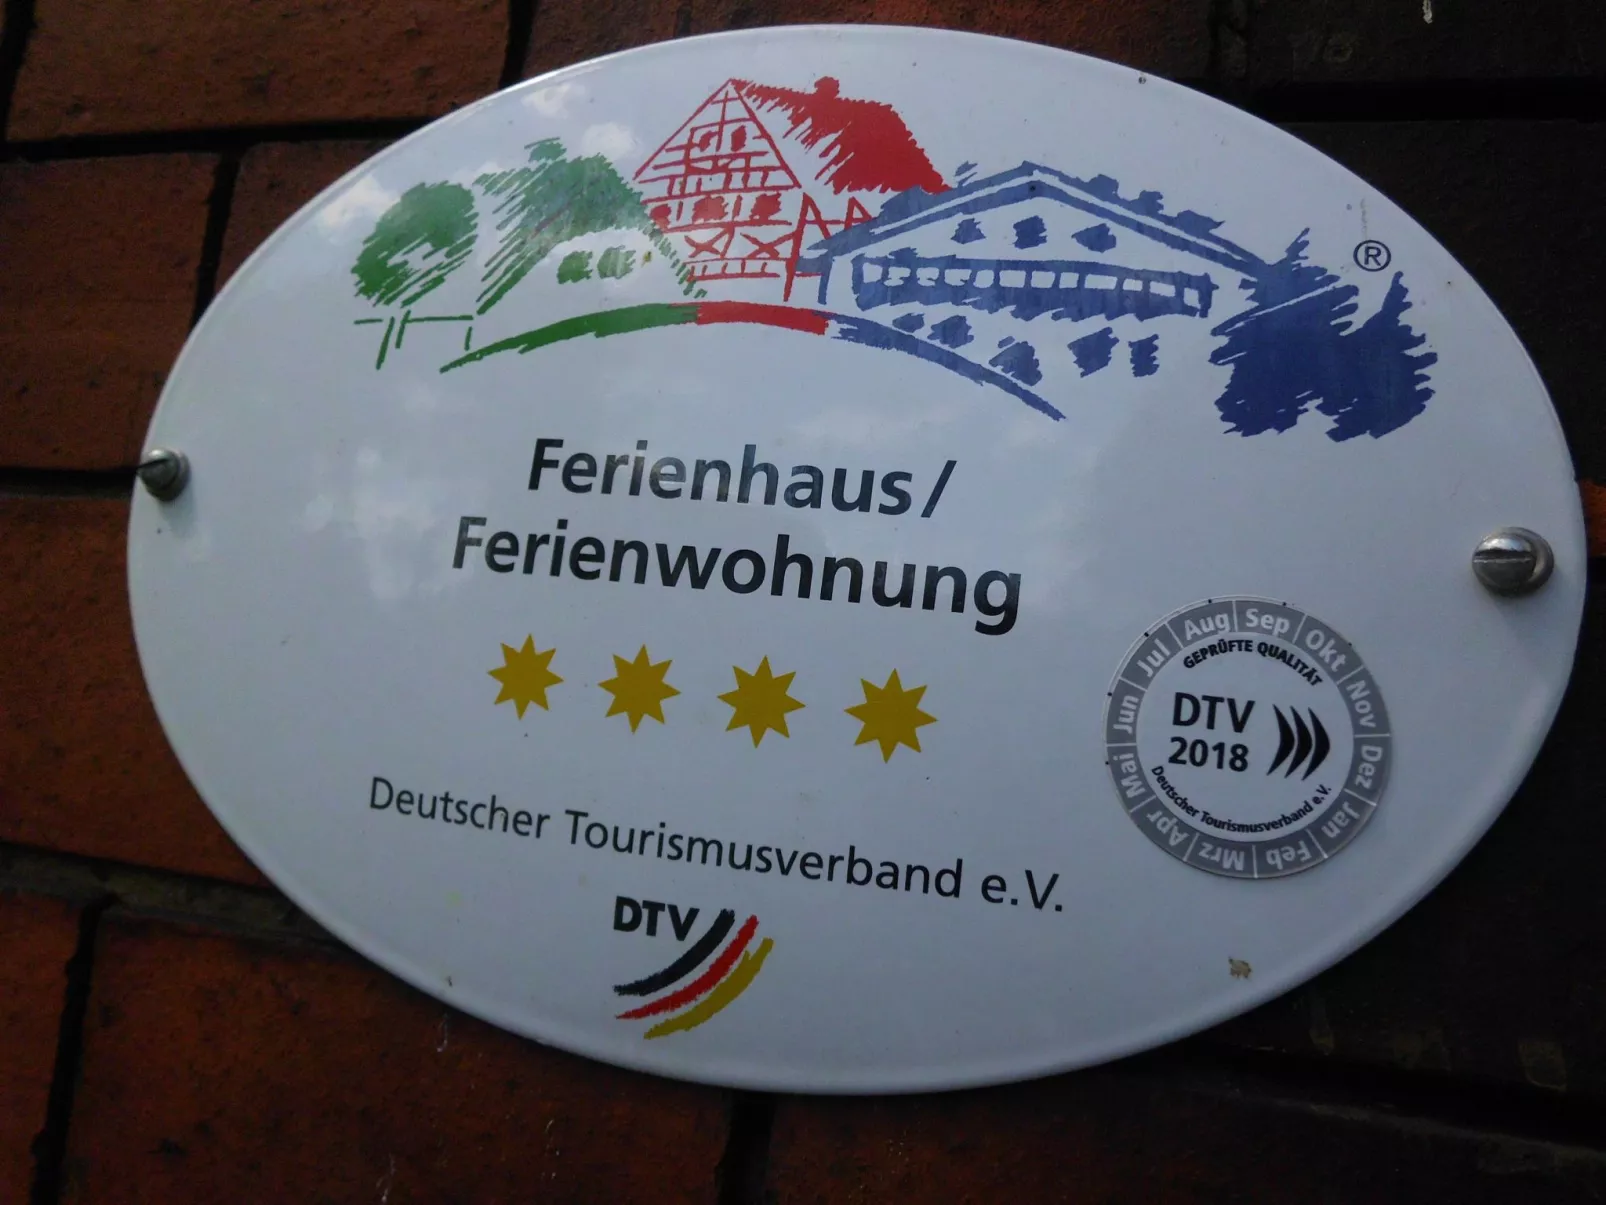 ®
Ferienhaus/
Ferienwohnung
Deutscher Tourismusverband e.V.
DTV
Jan Feb Mrz Apr Mai Jun Jul Aug Sep Okt Nov Dez
GEPRÜFTE QUALITÄT
DTV
2018
Deutscher Tourismusverband e.V.